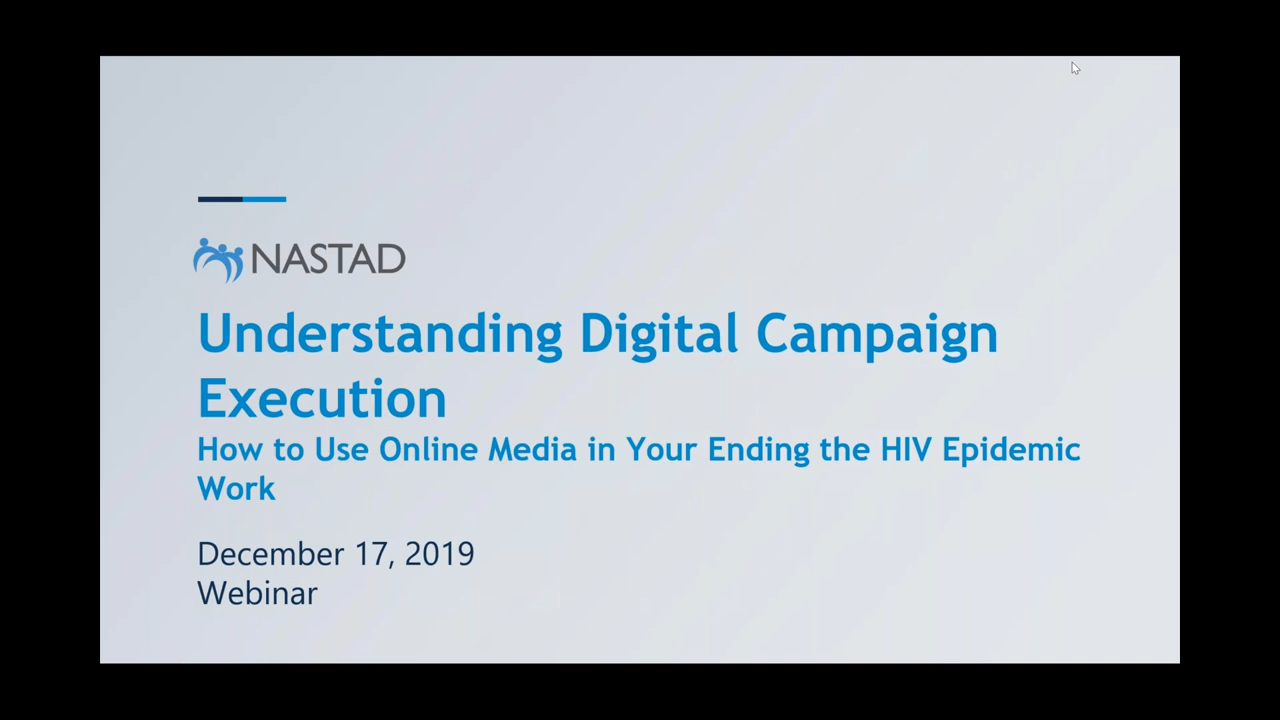 NASTAD
Understanding Digital Campaign
Execution
How to Use Online Media in Your Ending the HIV Epidemic
Work
December 17, 2019
Webinar